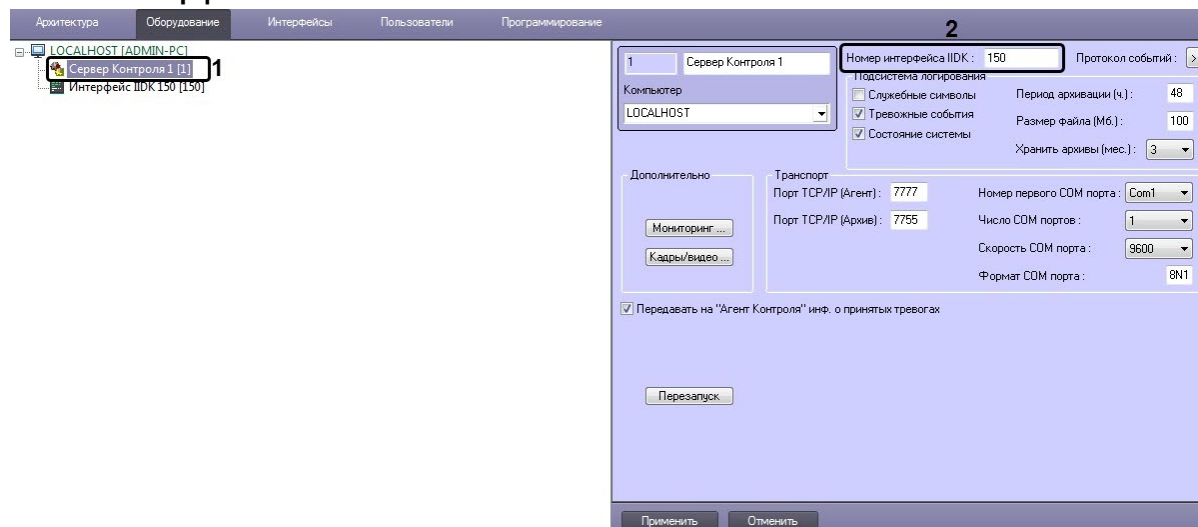 Архитектура Оборудование Интерфейсы Пользователи Программирование
2
LOCALHOST [ADMIN-PC]
Сервер Контроля 1 [1] 1
Интерфейс IIDK 150 [150]
1 Сервер Контроля 1
Компьютер
LOCALHOST
Номер интерфейса IIDK : 150 Протокол событий : >
Подсистема логирования
Служебные символы Период архивации (ч.) : 48
Тревожные события Размер файла (Мб.) : 100
Состояние системы
Хранить архивы (мес.) : 3
Дополнительно
Мониторинг ...
Кадры/видео ...
Транспорт
Порт TCP/IP (Агент) : 7777 Номер первого COM порта : Com1
Порт TCP/IP (Архив) : 7755 Число COM портов : 1
Скорость COM порта : 9600
Формат COM порта : 8N1
Передавать на "Агент Контроля" инф. о принятых тревогах
Перезапуск
Применить Отменить